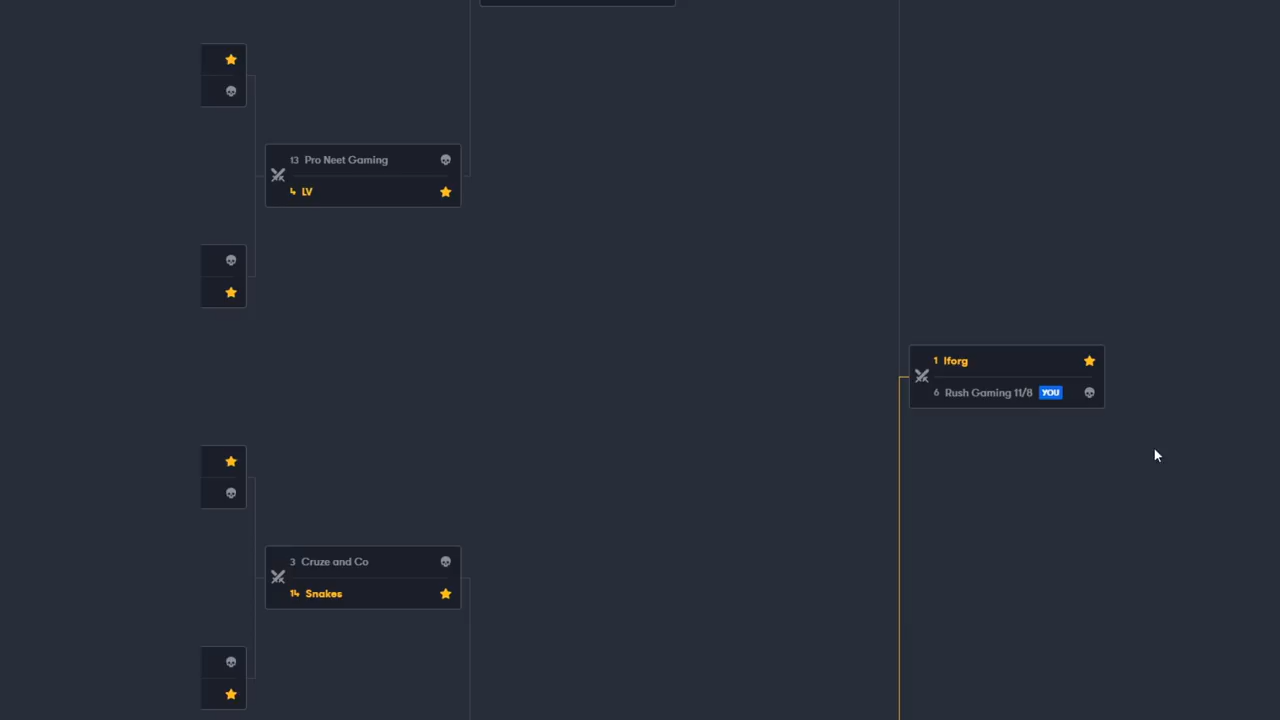 13 Pro Neet Gaming
4 LV
1 Iforg
6 Rush Gaming 11/8 YOU
3 Cruze and Co
14 Snakes